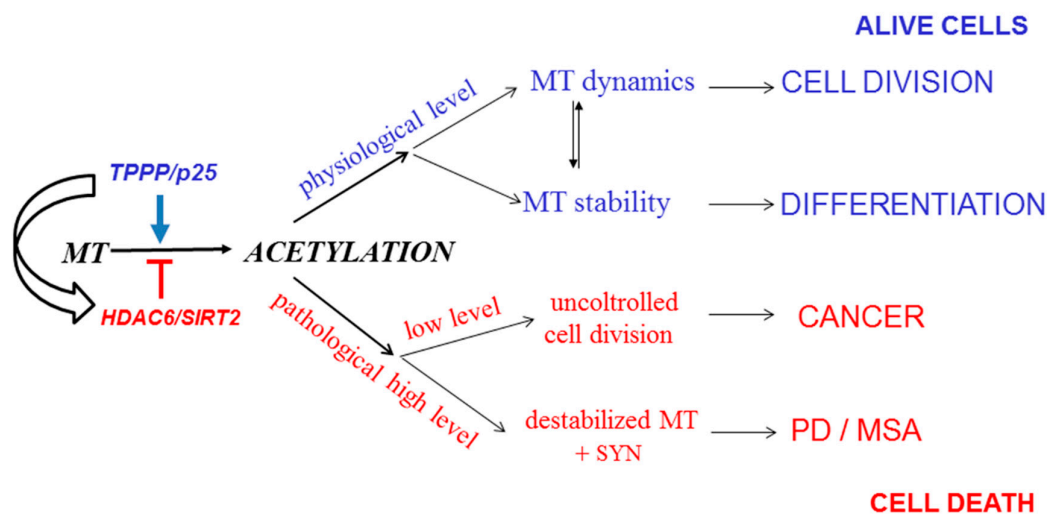 ALIVE CELLS
MT dynamics
CELL DIVISION
physiological level
TPPP/p25
MT stability
DIFFERENTIATION
MT
ACETYLATION
HDAC6/SIRT2
pathological
low level
high level
uncoltrolled
cell division
CANCER
destabilized MT
+ SYN
PD / MSA
CELL DEATH